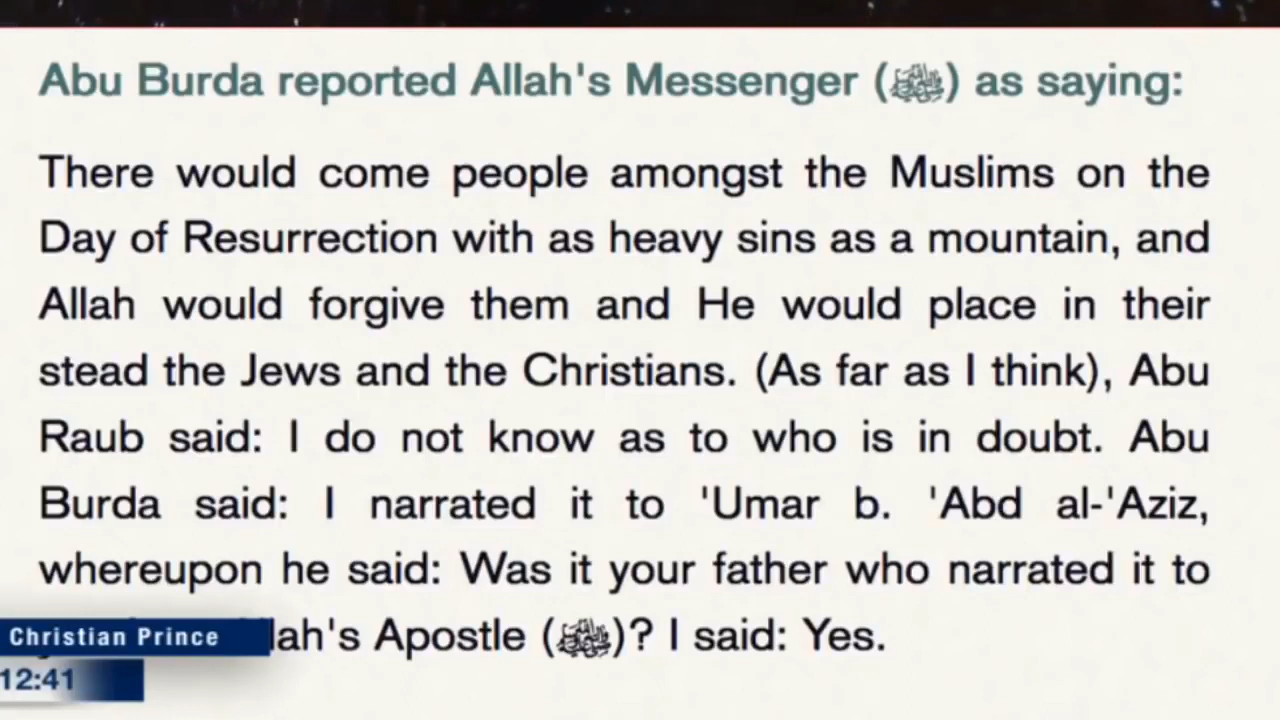 Abu Burda reported Allah's Messenger (ﷺ) as saying:
There would come people amongst the Muslims on the
Day of Resurrection with as heavy sins as a mountain, and
Allah would forgive them and He would place in their
stead the Jews and the Christians. (As far as I think), Abu
Raub said: I do not know as to who is in doubt. Abu
Burda said: I narrated it to 'Umar b. 'Abd al-'Aziz,
whereupon he said: Was it your father who narrated it to
lah's Apostle (ﷺ)? I said: Yes.
Christian Prince
12:41